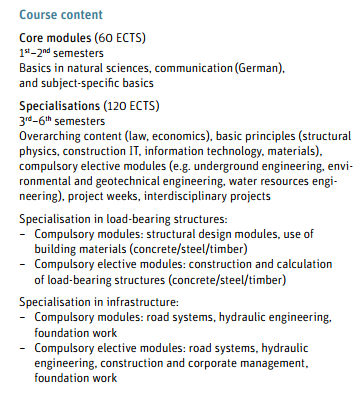 Course content
Core modules (60 ECTS)
1st–2nd semesters
Basics in natural sciences, communication (German),
and subject-specific basics
Specialisations (120 ECTS)
3rd–6th semesters
Overarching content (law, economics), basic principles (structural
physics, construction IT, information technology, materials),
compulsory elective modules (e.g. underground engineering, envi-
ronmental and geotechnical engineering, water resources engi-
neering), project weeks, interdisciplinary projects
Specialisation in load-bearing structures:
– Compulsory modules: structural design modules, use of
building materials (concrete/steel/timber)
– Compulsory elective modules: construction and calculation
of load-bearing structures (concrete/steel/timber)
Specialisation in infrastructure:
– Compulsory modules: road systems, hydraulic engineering,
foundation work
– Compulsory elective modules: road systems, hydraulic
engineering, construction and corporate management,
foundation work